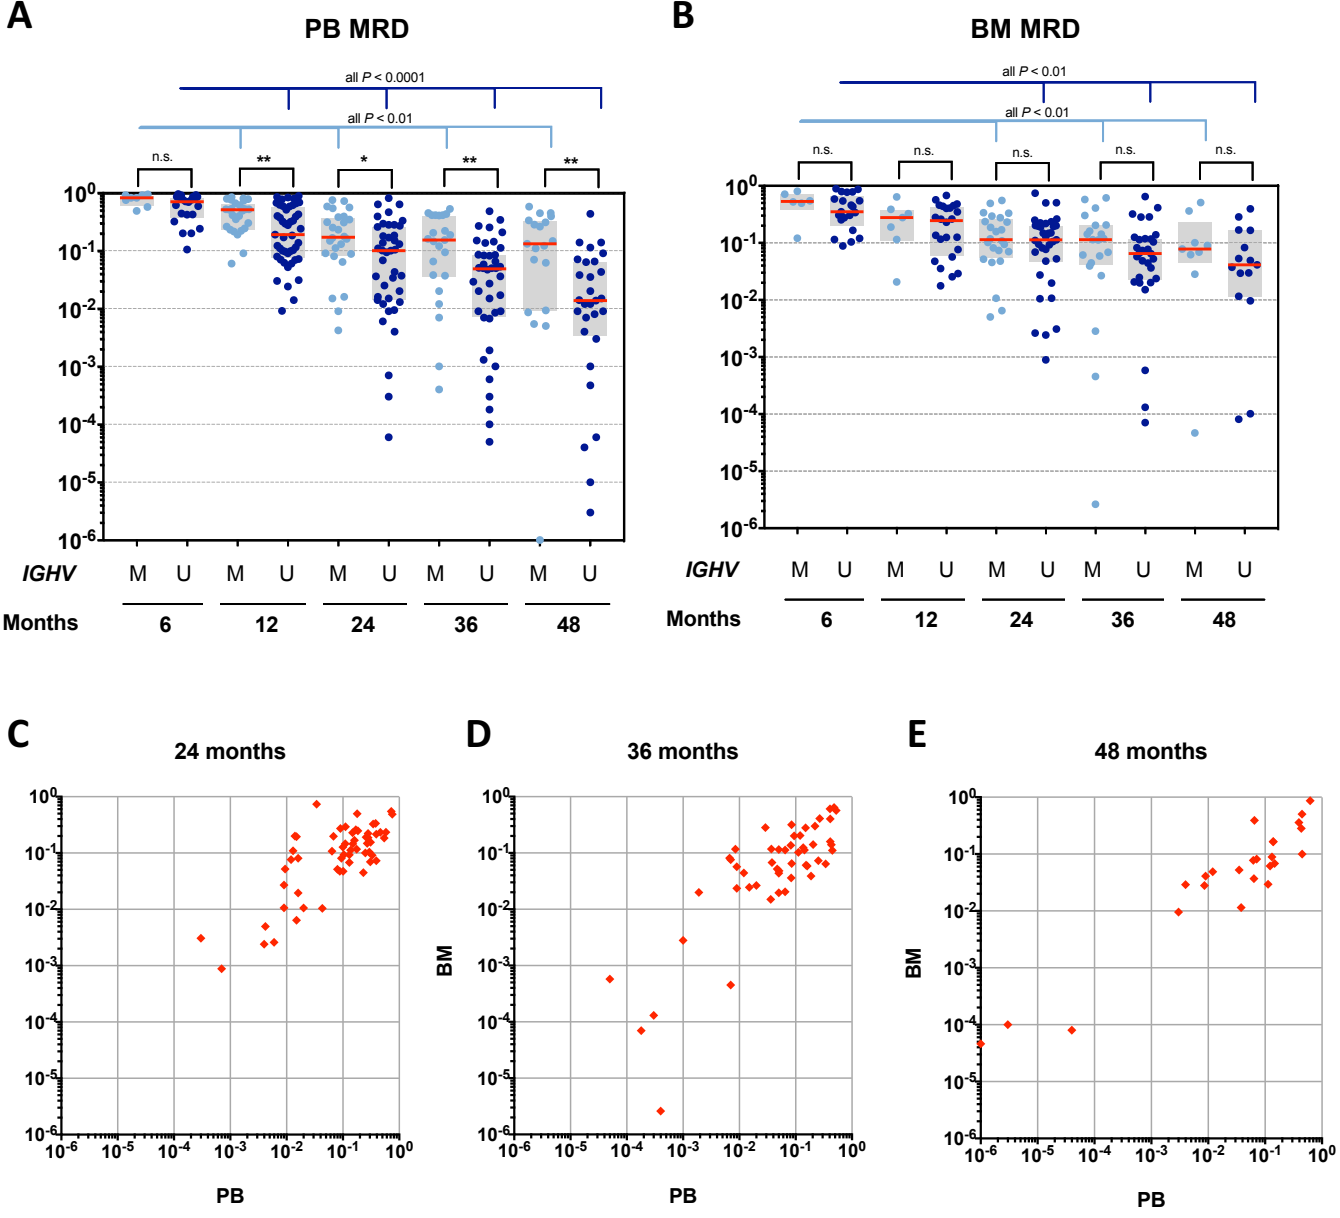 A
PB MRD
all P < 0.0001
all P < 0.01
n.s. ** * ** **
10^0
10^-1
10^-2
10^-3
10^-4
10^-5
10^-6
IGHV M U M U M U M U M U
Months 6 12 24 36 48
B
BM MRD
all P < 0.01
all P < 0.01
n.s. n.s. n.s. n.s. n.s.
10^0
10^-1
10^-2
10^-3
10^-4
10^-5
10^-6
IGHV M U M U M U M U M U
Months 6 12 24 36 48
C
24 months
10^0
10^-1
10^-2
10^-3
10^-4
10^-5
10^-6
10^-6 10^-5 10^-4 10^-3 10^-2 10^-1 10^0
PB
D
36 months
BM
10^0
10^-1
10^-2
10^-3
10^-4
10^-5
10^-6
10^-6 10^-5 10^-4 10^-3 10^-2 10^-1 10^0
PB
E
48 months
BM
10^0
10^-1
10^-2
10^-3
10^-4
10^-5
10^-6
10^-6 10^-5 10^-4 10^-3 10^-2 10^-1 10^0
PB